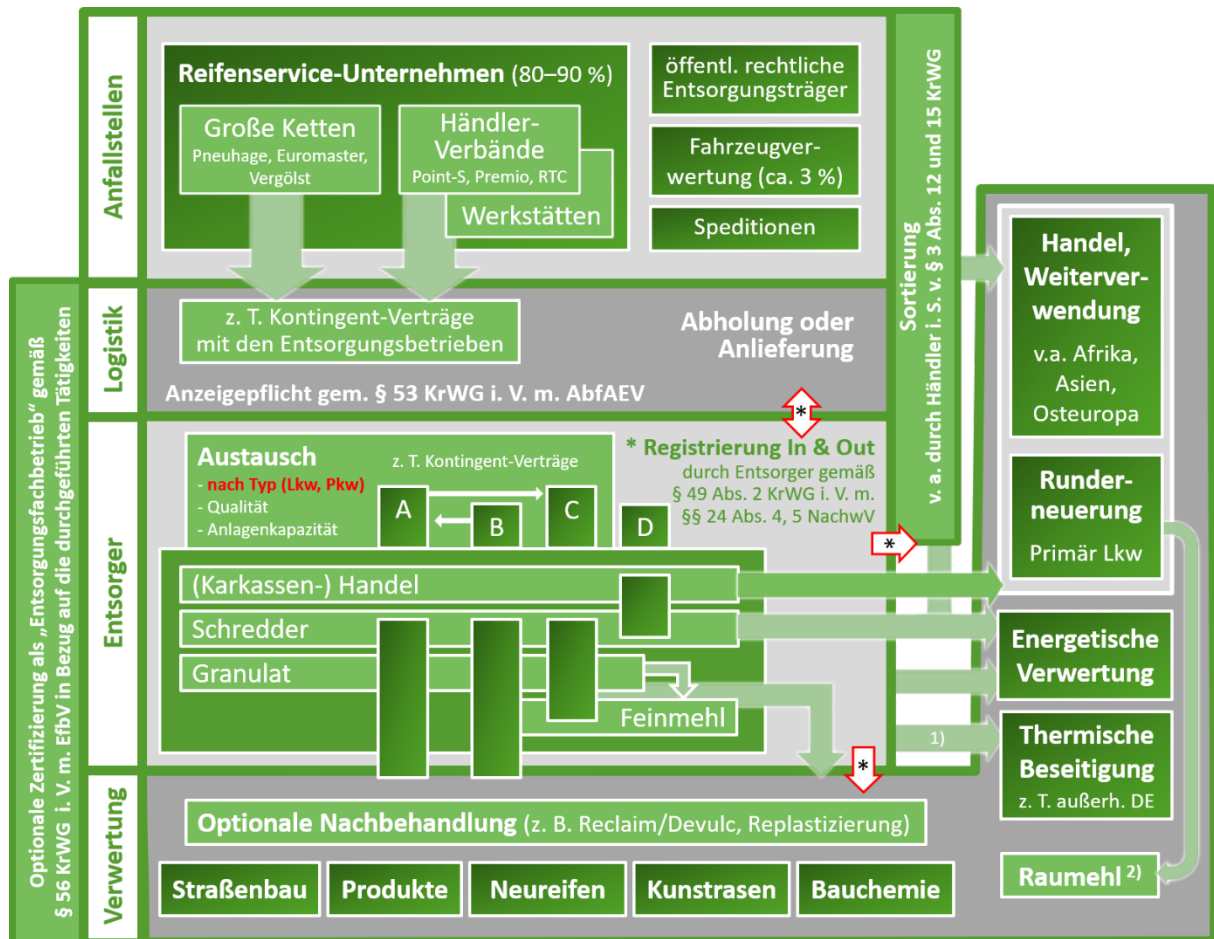 Optionale Zertifizierung als „Entsorgungsfachbetrieb“ gemäß
§ 56 KrWG i. V. m. EfbV in Bezug auf die durchgeführten Tätigkeiten
Anfallstellen
Reifenservice-Unternehmen (80–90 %)
Große Ketten
Pneuhage, Euromaster,
Vergölst
Händler-
Verbände
Point-S, Premio, RTC
Werkstätten
öffentl. rechtliche
Entsorgungsträger
Fahrzeugver-
wertung (ca. 3 %)
Speditionen
Sortierung
v. a. durch Händler i. S. v. § 3 Abs. 12 und 15 KrWG
Logistik
z. T. Kontingent-Verträge
mit den Entsorgungsbetrieben
Abholung oder
Anlieferung
Anzeigepflicht gem. § 53 KrWG i. V. m. AbfAEV
*
Entsorger
Austausch
- nach Typ (Lkw, Pkw)
- Qualität
- Anlagenkapazität
z. T. Kontingent-Verträge
A
B
C
D
* Registrierung In & Out
durch Entsorger gemäß
§ 49 Abs. 2 KrWG i. V. m.
§§ 24 Abs. 4, 5 NachwV
*
(Karkassen-) Handel
Schredder
Granulat
Feinmehl
1)
*
Verwertung
Optionale Nachbehandlung (z. B. Reclaim/Devulc, Replastizierung)
Straßenbau
Produkte
Neureifen
Kunstrasen
Bauchemie
Handel,
Weiterver-
wendung
v.a. Afrika,
Asien,
Osteuropa
Runder-
neuerung
Primär Lkw
Energetische
Verwertung
Thermische
Beseitigung
z. T. außerh. DE
Raumehl 2)